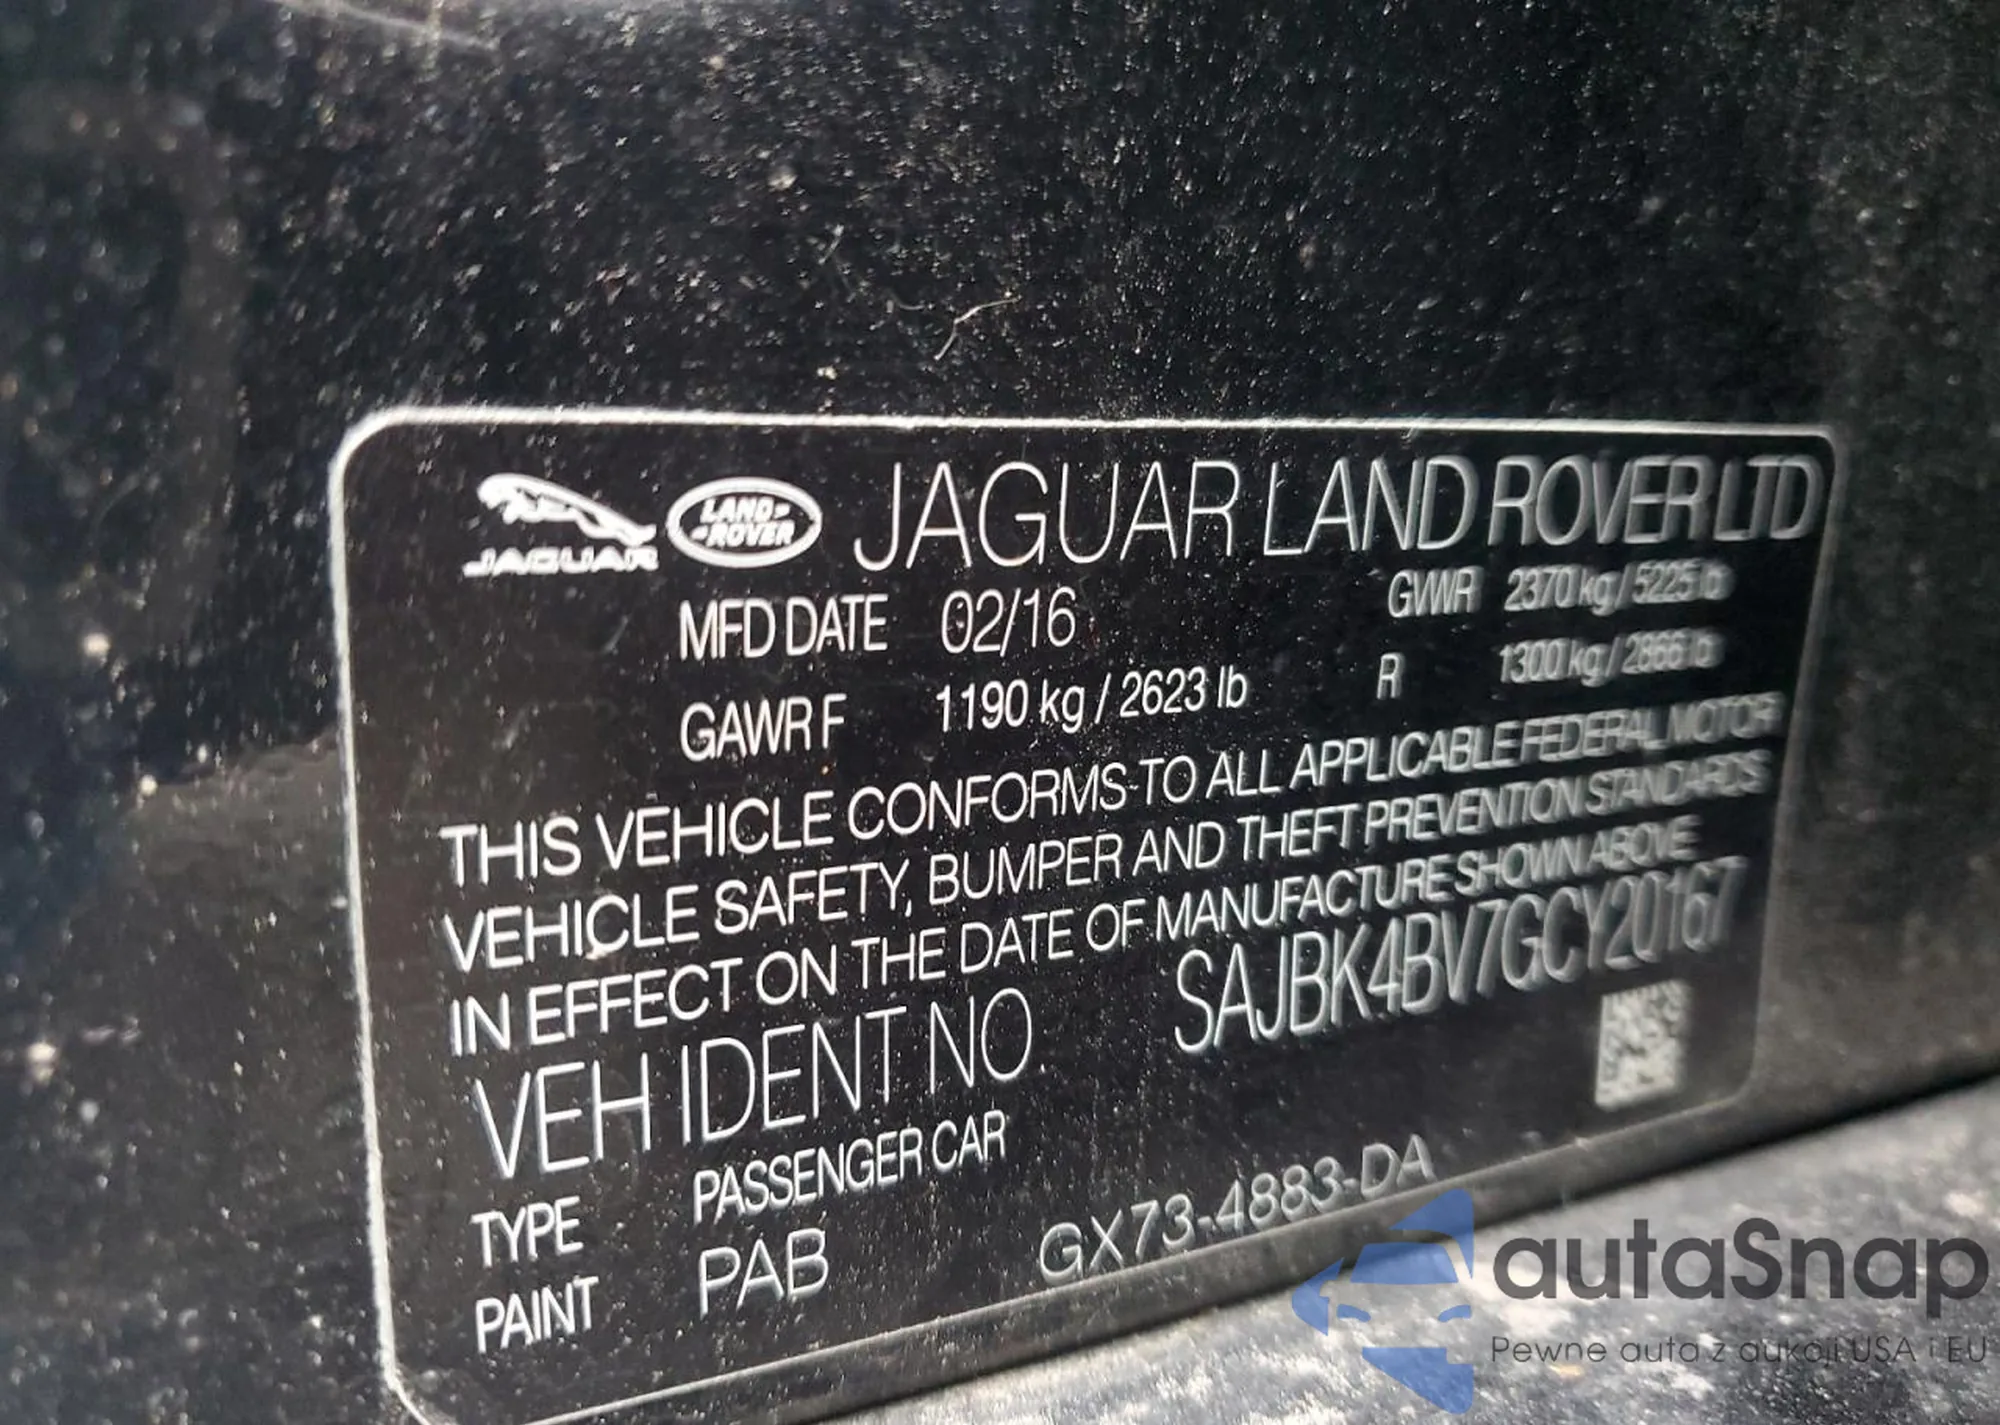 JAGUAR LAND ROVER JAGUAR LAND ROVER LTD
MFD DATE 02/16 GVWR 2370 kg / 5225 lb
GAWR F 1190 kg / 2623 lb R 1300 kg / 2866 lb
THIS VEHICLE CONFORMS TO ALL APPLICABLE FEDERAL MOTOR
VEHICLE SAFETY, BUMPER AND THEFT PREVENTION STANDARDS
IN EFFECT ON THE DATE OF MANUFACTURE SHOWN ABOVE
VEH IDENT NO SAJBK4BV7GCY20167
TYPE PASSENGER CAR
PAINT PAB GX73-4883-DA
autaSnap
Pewne auta z aukcji USA i EU